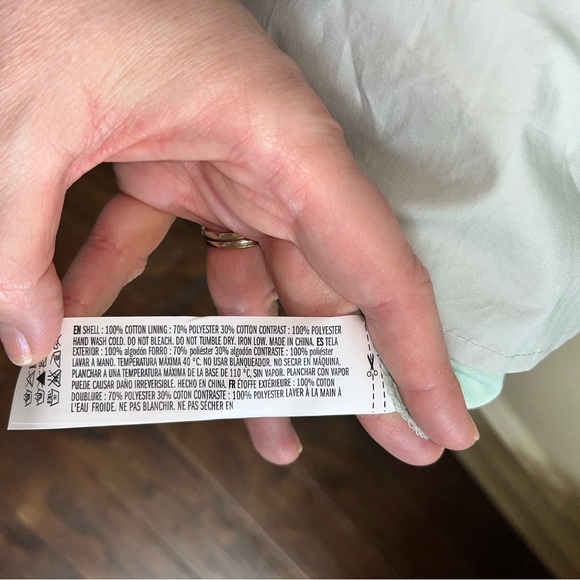 EN SHELL : 100% COTTON LINING : 70% POLYESTER 30% COTTON CONTRAST : 100% POLYESTER
HAND WASH COLD. DO NOT BLEACH. DO NOT TUMBLE DRY. IRON LOW. MADE IN CHINA. ES TELA
EXTERIOR : 100% algodón FORRO : 70% poliéster 30% algodón CONTRASTE : 100% poliéster
LAVAR A MANO. TEMPERATURA MÁXIMA 40 °C. NO USAR BLANQUEADOR. NO SECAR EN MÁQUINA.
PLANCHAR A UNA TEMPERATURA MÁXIMA DE LA BASE DE 110 °C, SIN VAPOR. PLANCHAR CON VAPOR
PUEDE CAUSAR DAÑO IRREVERSIBLE. HECHO EN CHINA. FR ÉTOFFE EXTÉRIEURE : 100% COTON
DOUBLURE : 70% POLYESTER 30% COTON CONTRASTE : 100% POLYESTER LAVER À LA MAIN À
L'EAU FROIDE. NE PAS BLANCHIR. NE PAS SÉCHER EN